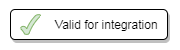 Valid for integration